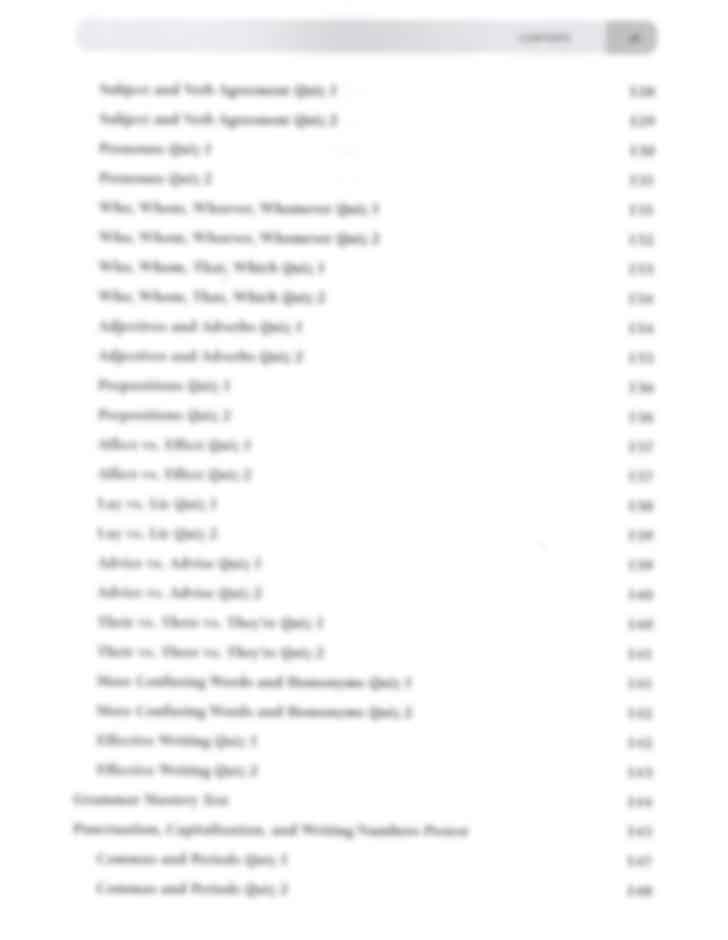 CONTENTS
Subject and Verb Agreement Quiz 1 128
Subject and Verb Agreement Quiz 2 129
Pronouns Quiz 1 130
Pronouns Quiz 2
Who, Whom, Whoever, Whomever Quiz 1
Who, Whom, Whoever, Whomever Quiz 2 132
Who, Whom, That, Which Quiz 1 133
Who, Whom, That, Which Quiz 2
Adjectives and Adverbs Quiz 1 134
Adjectives and Adverbs Quiz 2 135
Prepositions Quiz 1 136
Prepositions Quiz 2 136
Affect vs. Effect Quiz 1 137
Affect vs. Effect Quiz 2 137
Lay vs. Lie Quiz 1 138
Lay vs. Lie Quiz 2
Advice vs. Advise Quiz 1 139
Advice vs. Advise Quiz 2 140
Their vs. There vs. They're Quiz 1 140
Their vs. There vs. They're Quiz 2 141
More Confusing Words and Homonyms Quiz 1 141
More Confusing Words and Homonyms Quiz 2 142
Effective Writing Quiz 1 142
Effective Writing Quiz 2 143
Grammar Mastery Test 144
Punctuation, Capitalization, and Writing Numbers Pretest 145
Commas and Periods Quiz 1 147
Commas and Periods Quiz 2 148